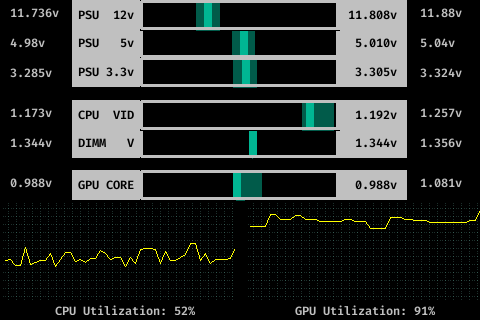 11.736v PSU 12v 11.808v 11.88v
4.98v PSU 5v 5.010v 5.04v
3.285v PSU 3.3v 3.305v 3.324v
1.173v CPU VID 1.192v 1.257v
1.344v DIMM V 1.344v 1.356v
0.988v GPU CORE 0.988v 1.081v
CPU Utilization: 52% GPU Utilization: 91%